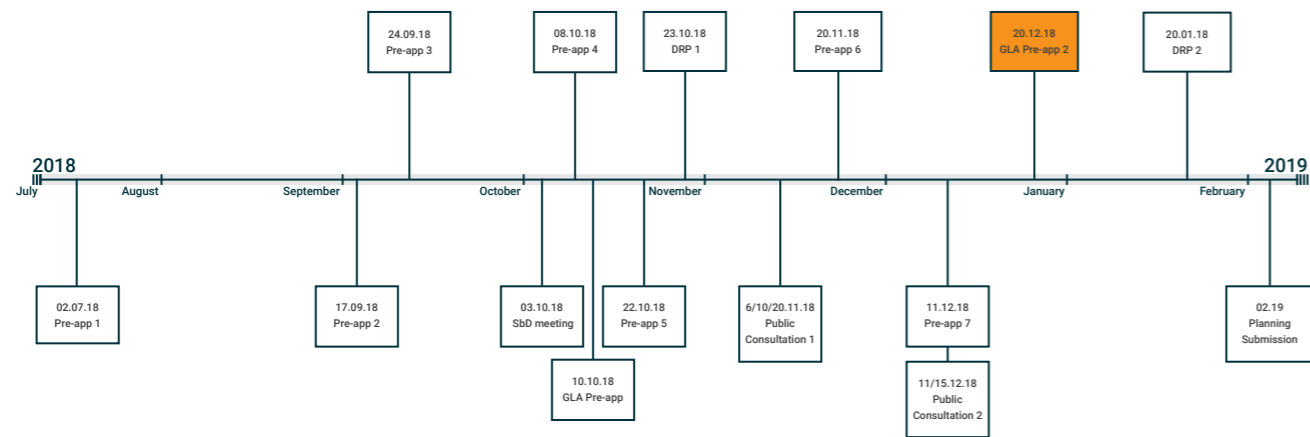 24.09.18
Pre-app 3
08.10.18
Pre-app 4
23.10.18
DRP 1
20.11.18
Pre-app 6
20.12.18
GLA Pre-app 2
20.01.18
DRP 2
2018
2019
July
August
September
October
November
December
January
February
02.07.18
Pre-app 1
17.09.18
Pre-app 2
03.10.18
SbD meeting
22.10.18
Pre-app 5
6/10/20.11.18
Public
Consultation 1
11.12.18
Pre-app 7
02.19
Planning
Submission
10.10.18
GLA Pre-app
11/15.12.18
Public
Consultation 2